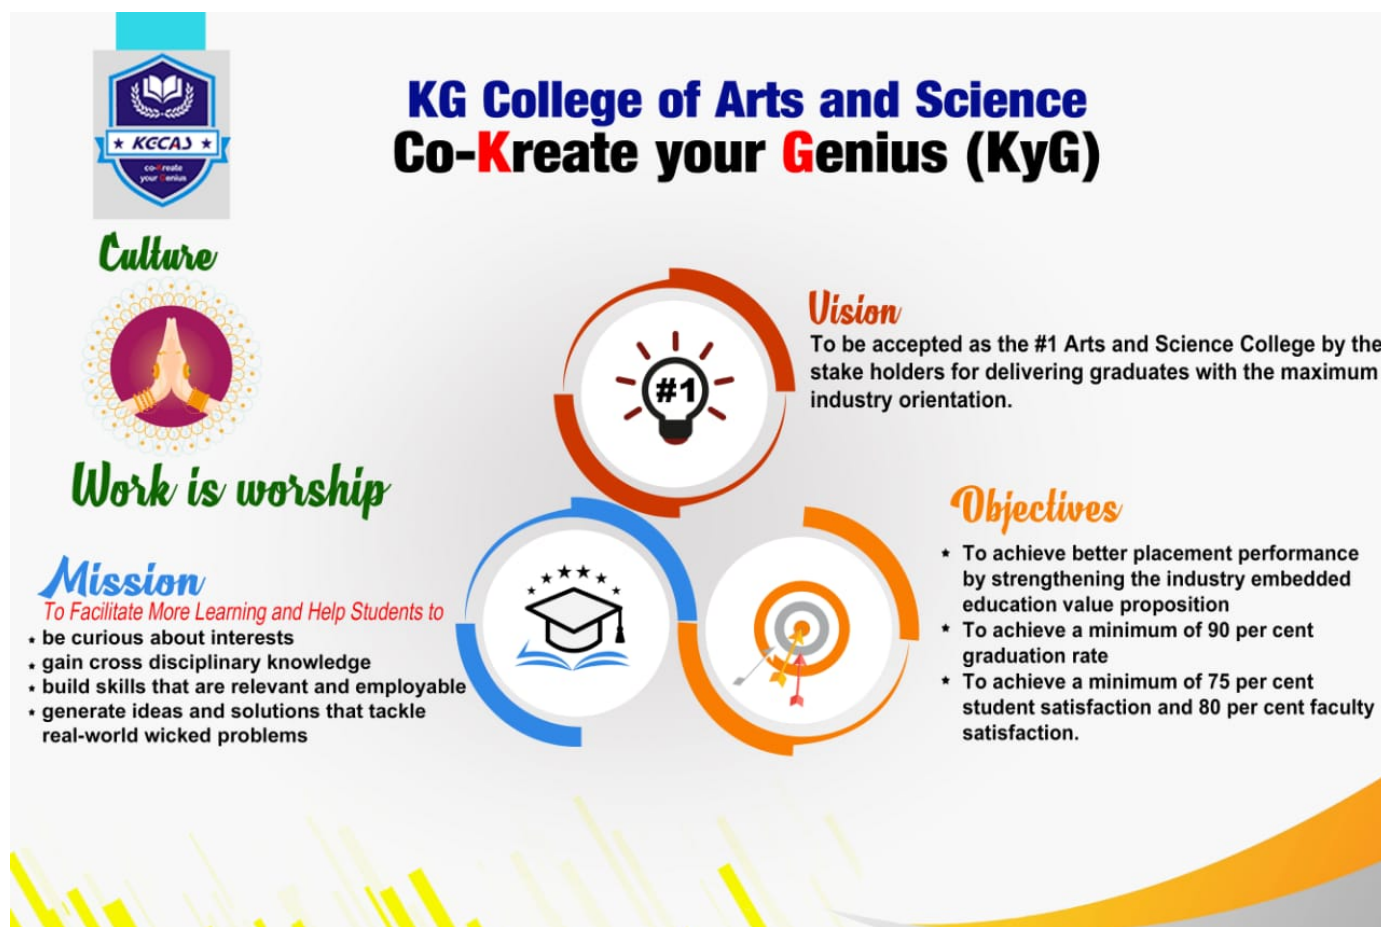 KG College of Arts and Science
Co-Kreate your Genius (KyG)
★ KGCAS ★
co-Kreate
your Genius
Culture
Work is worship
Mission
To Facilitate More Learning and Help Students to
★ be curious about interests
★ gain cross disciplinary knowledge
★ build skills that are relevant and employable
★ generate ideas and solutions that tackle
real-world wicked problems
#1
Vision
To be accepted as the #1 Arts and Science College by the
stake holders for delivering graduates with the maximum
industry orientation.
Objectives
★ To achieve better placement performance
by strengthening the industry embedded
education value proposition
★ To achieve a minimum of 90 per cent
graduation rate
★ To achieve a minimum of 75 per cent
student satisfaction and 80 per cent faculty
satisfaction.